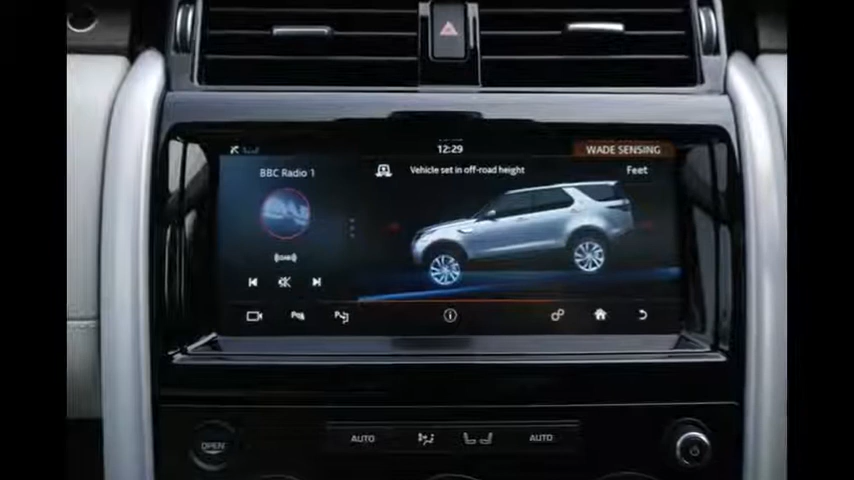 12:29
WADE SENSING
BBC Radio 1
Vehicle set in off-road height
Feet
OPEN
AUTO
AUTO